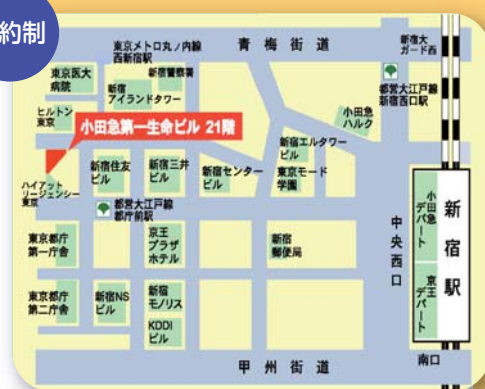 約制
東京メトロ丸ノ内線
西新宿駅
青梅街道
新宿大
ガード西
東京医大
病院
新宿警察署
新宿
アイランドタワー
都営大江戸線
新宿西口駅
ヒルトン
東京
小田急第一生命ビル 21階
小田急
ハルク
新宿エルタワー
ビル
ハイアット
リージェンシー
東京
新宿住友
ビル
新宿三井
ビル
新宿センター
ビル
東京モード
学園
都営大江戸線
都庁前駅
中央西口
小田急デパート
新宿駅
京王デパート
東京都庁
第一庁舎
京王
プラザ
ホテル
新宿
郵便局
東京都庁
第二庁舎
新宿NS
ビル
新宿
モノリス
KDDI
ビル
甲州街道
南口